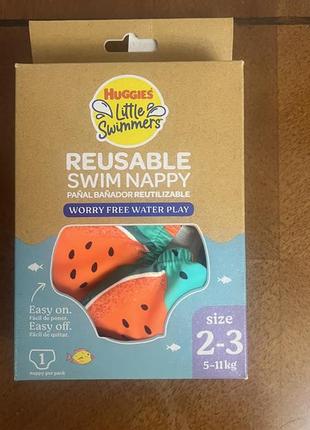 HUGGIES
Little
Swimmers
REUSABLE
SWIM NAPPY
PAÑAL BAÑADOR REUTILIZABLE
WORRY FREE WATER PLAY
Easy on.
Fácil de poner.
Easy off.
Fácil de quitar.
1
nappy per pack
size
2-3
5-11kg